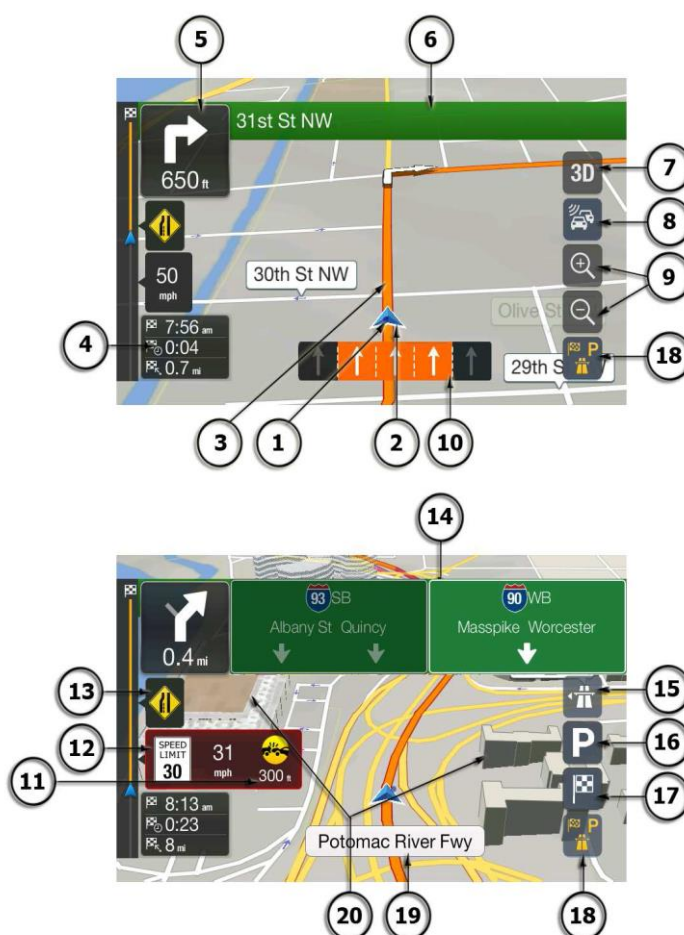 5
6
31st St NW
650 ft
3D
7
8
50
mph
30th St NW
9
Olive St
4
7:56 am
0:04
0.7 mi
P
18
29th S
3
1
2
10
14
93 SB
90 WB
Albany St Quincy
Masspike Worcester
0.4 mi
13
15
12
SPEED
LIMIT
30
31
mph
P
16
11
300 ft
17
8:13 am
0:23
8 mi
P
Potomac River Fwy
20
19
18